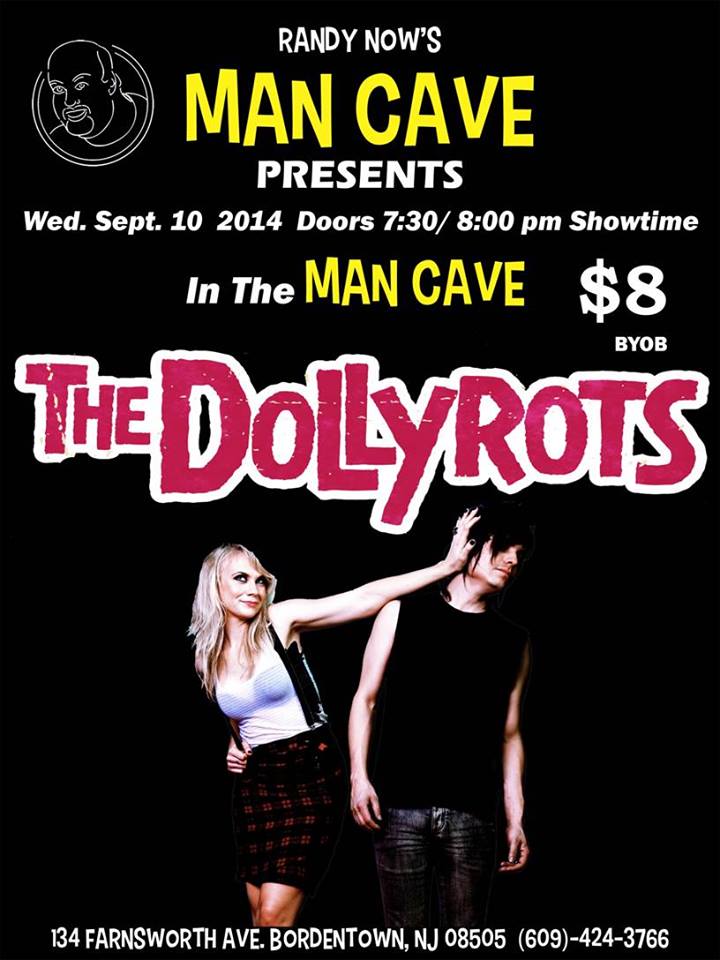 RANDY NOW'S
MAN CAVE
PRESENTS
Wed. Sept. 10 2014 Doors 7:30/ 8:00 pm Showtime
In The MAN CAVE $8
BYOB
THE DOLLYROTS
134 FARNSWORTH AVE. BORDENTOWN, NJ 08505 (609)-424-3766